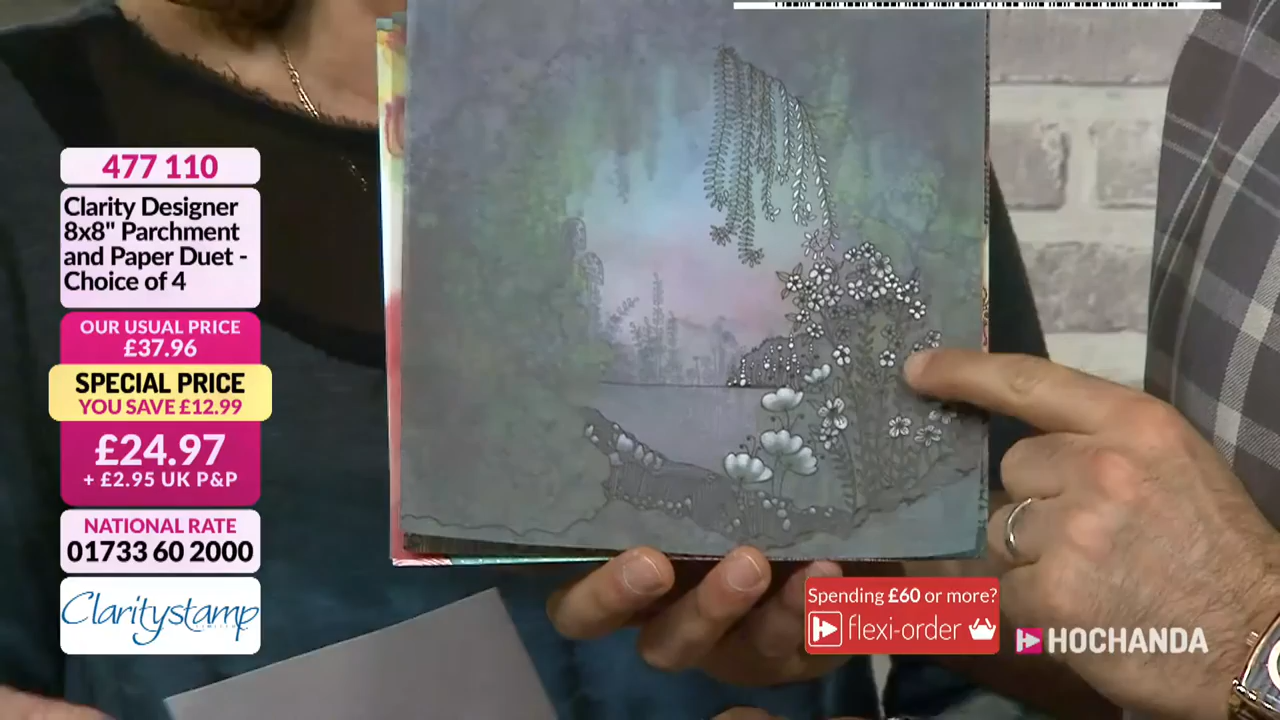 477 110
Clarity Designer
8x8" Parchment
and Paper Duet -
Choice of 4
OUR USUAL PRICE
£37.96
SPECIAL PRICE
YOU SAVE £12.99
£24.97
+ £2.95 UK P&P
NATIONAL RATE
01733 60 2000
Claritystamp
LIMITED
Spending £60 or more?
flexi-order
HOCHANDA